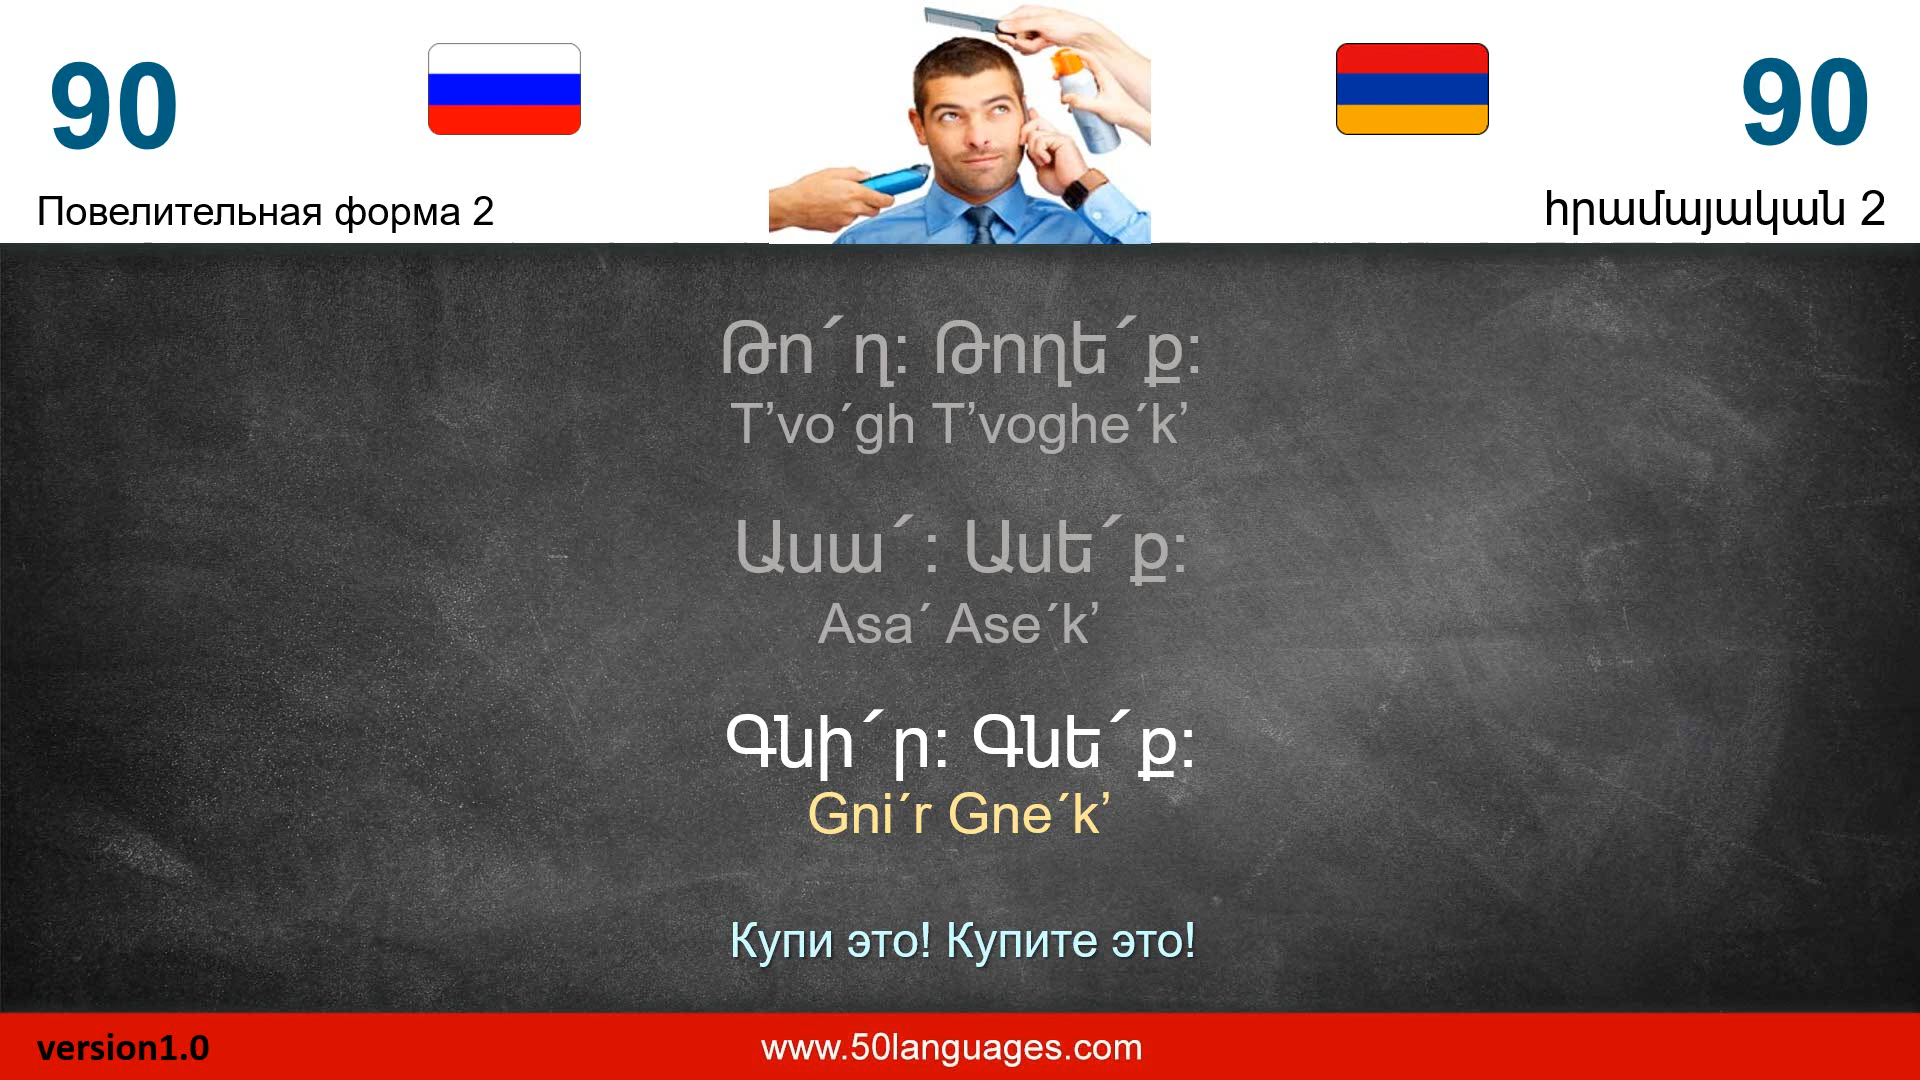 90
90
Повелительная форма 2
հրամայական 2
Թո´ղ: Թողե´ք:
T’vo´gh T’voghe´k’
Ասա´: Ասե´ք:
Asa´ Ase´k’
Գնի´ր: Գնե´ք:
Gni´r Gne´k’
Купи это! Купите это!
version1.0
www.50languages.com